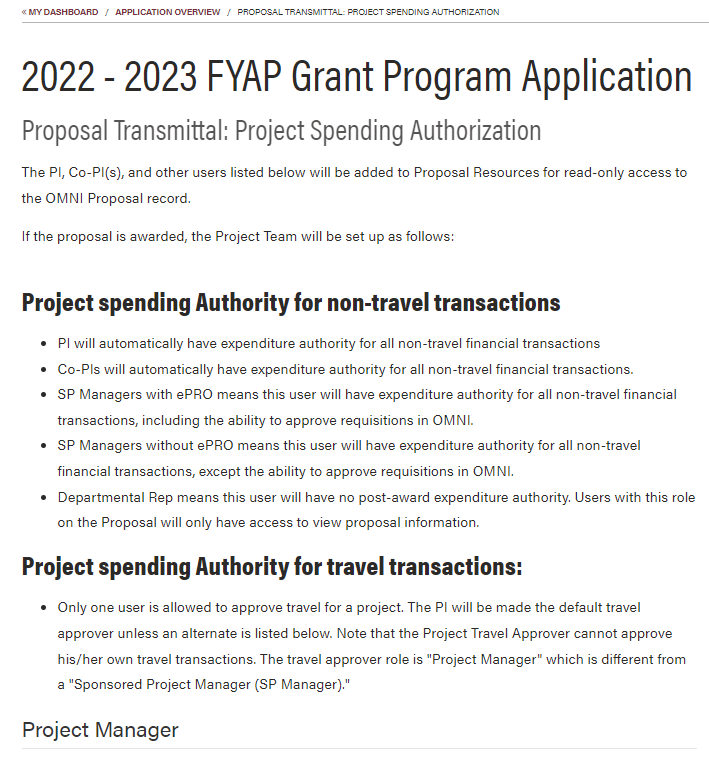 « MY DASHBOARD / APPLICATION OVERVIEW / PROPOSAL TRANSMITTAL: PROJECT SPENDING AUTHORIZATION
2022 - 2023 FYAP Grant Program Application
Proposal Transmittal: Project Spending Authorization
The PI, Co-PI(s), and other users listed below will be added to Proposal Resources for read-only access to
the OMNI Proposal record.
If the proposal is awarded, the Project Team will be set up as follows:
Project spending Authority for non-travel transactions
• PI will automatically have expenditure authority for all non-travel financial transactions
• Co-PIs will automatically have expenditure authority for all non-travel financial transactions.
• SP Managers with ePRO means this user will have expenditure authority for all non-travel financial
transactions, including the ability to approve requisitions in OMNI.
• SP Managers without ePRO means this user will have expenditure authority for all non-travel
financial transactions, except the ability to approve requisitions in OMNI.
• Departmental Rep means this user will have no post-award expenditure authority. Users with this role
on the Proposal will only have access to view proposal information.
Project spending Authority for travel transactions:
• Only one user is allowed to approve travel for a project. The PI will be made the default travel
approver unless an alternate is listed below. Note that the Project Travel Approver cannot approve
his/her own travel transactions. The travel approver role is "Project Manager" which is different from
a "Sponsored Project Manager (SP Manager)."
Project Manager